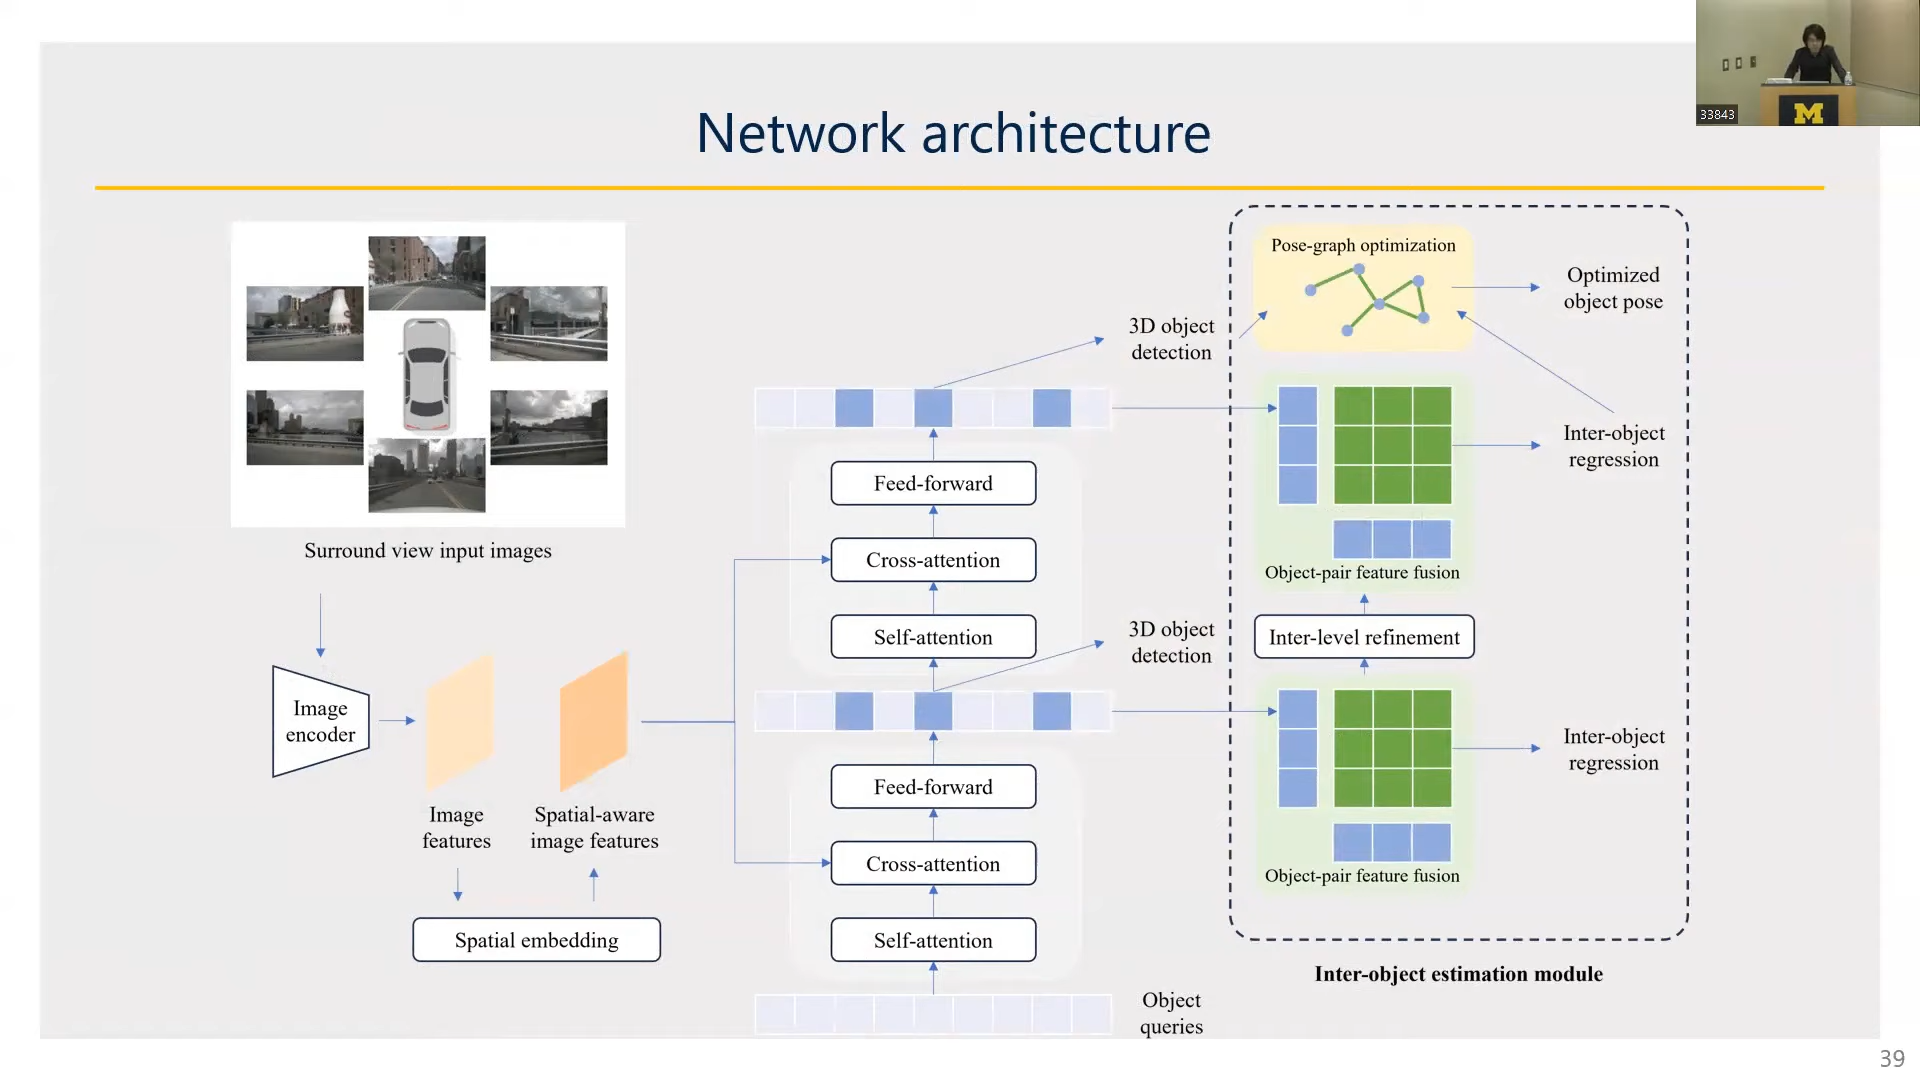 Network architecture
33843
M
Surround view input images
Image
encoder
Image
features
Spatial-aware
image features
Spatial embedding
Feed-forward
Cross-attention
Self-attention
Feed-forward
Cross-attention
Self-attention
Object
queries
3D object
detection
3D object
detection
Pose-graph optimization
Optimized
object pose
Inter-object
regression
Object-pair feature fusion
Inter-level refinement
Inter-object
regression
Object-pair feature fusion
Inter-object estimation module
39